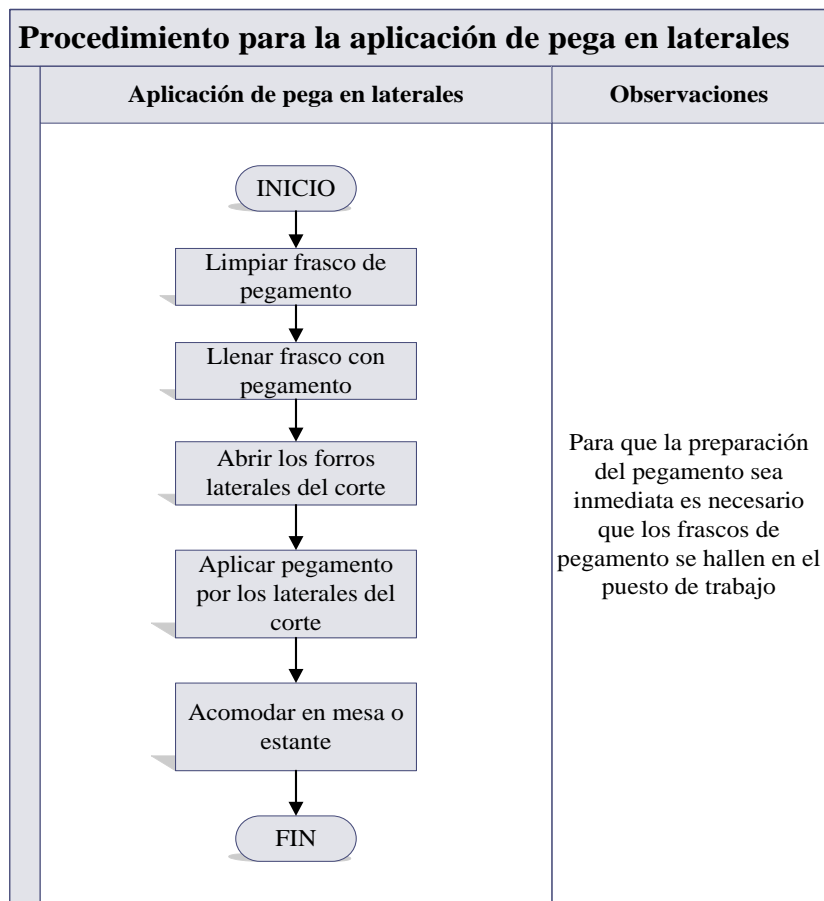 Procedimiento para la aplicación de pega en laterales
Aplicación de pega en laterales
Observaciones
INICIO
Limpiar frasco de
pegamento
Llenar frasco con
pegamento
Abrir los forros
laterales del corte
Aplicar pegamento
por los laterales del
corte
Acomodar en mesa o
estante
FIN
Para que la preparación
del pegamento sea
inmediata es necesario
que los frascos de
pegamento se hallen en el
puesto de trabajo